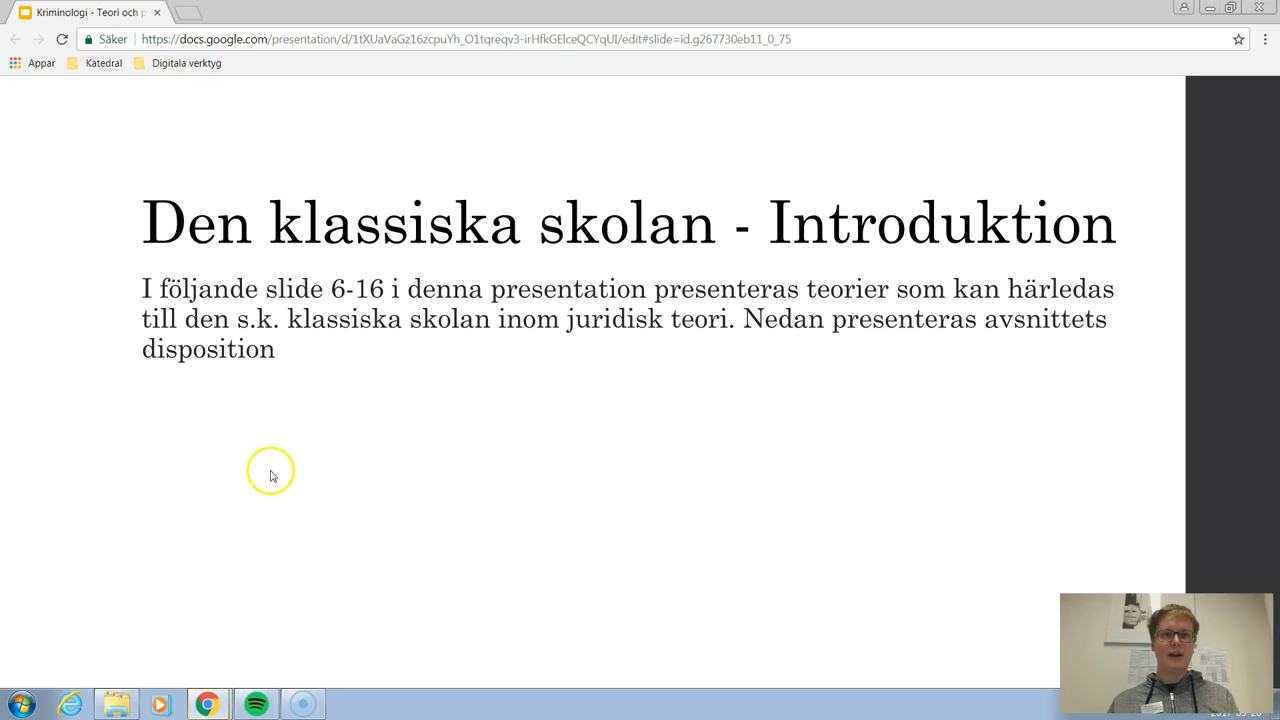 Kriminologi - Teori och p
Säker
https://docs.google.com/presentation/d/1tXUaVaGz16zcpuYh_O1tqreqv3-irHfkGElceQCYqUI/edit#slide=id.g267730eb11_0_75
Appar
Katedral
Digitala verktyg
Den klassiska skolan - Introduktion
I följande slide 6-16 i denna presentation presenteras teorier som kan härledas
till den s.k. klassiska skolan inom juridisk teori. Nedan presenteras avsnittets
disposition